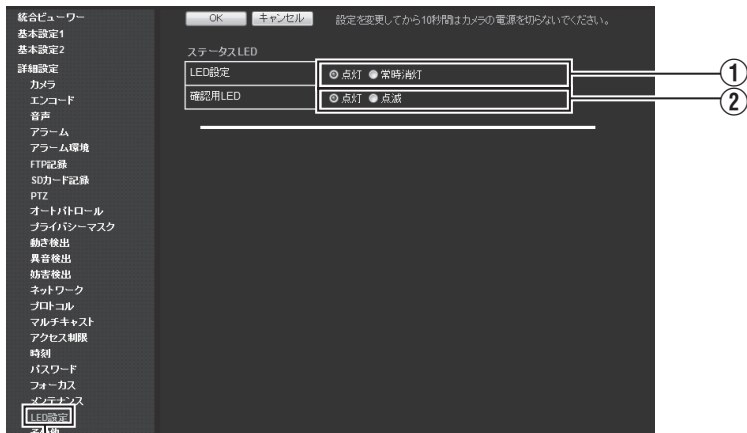 統合ビューワー
基本設定1
基本設定2
詳細設定
カメラ
エンコード
音声
アラーム
アラーム環境
FTP記録
SDカード記録
PTZ
オートパトロール
プライバシーマスク
動き検出
異音検出
妨害検出
ネットワーク
プロトコル
マルチキャスト
アクセス制限
時刻
パスワード
フォーカス
メンテナンス
LED設定
OK キャンセル 設定を変更してから10秒間はカメラの電源を切らないでください。
ステータスLED
LED設定 点灯 常時消灯 ①
確認用LED 点灯 点滅 ②